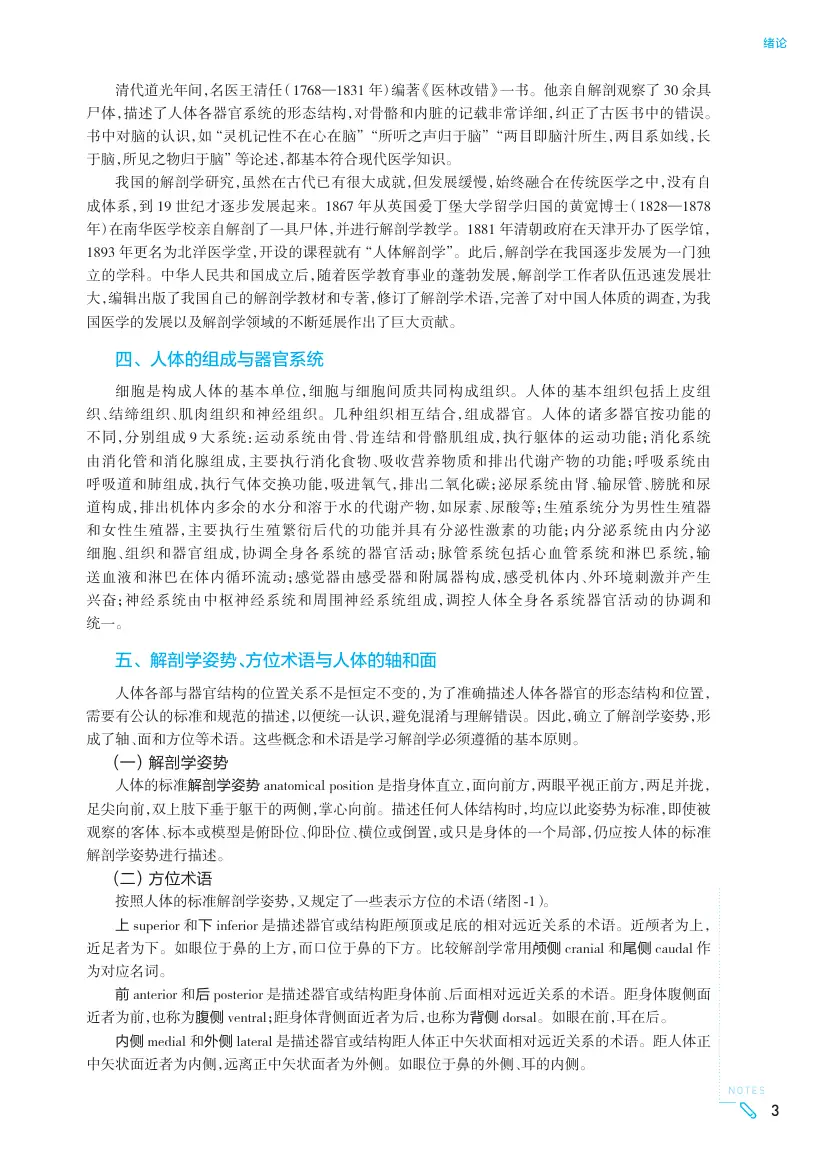 绪论
清代道光年间,名医王清任(1768—1831 年)编著《医林改错》一书。他亲自解剖观察了 30 余具
尸体,描述了人体各器官系统的形态结构,对骨骼和内脏的记载非常详细,纠正了古医书中的错误。
书中对脑的认识,如“灵机记性不在心在脑”“所听之声归于脑”“两目即脑汁所生,两目系如线,长
于脑,所见之物归于脑”等论述,都基本符合现代医学知识。
我国的解剖学研究,虽然在古代已有很大成就,但发展缓慢,始终融合在传统医学之中,没有自
成体系,到 19 世纪才逐步发展起来。1867 年从英国爱丁堡大学留学归国的黄宽博士(1828—1878
年)在南华医学校亲自解剖了一具尸体,并进行解剖学教学。1881 年清朝政府在天津开办了医学馆,
1893 年更名为北洋医学堂,开设的课程就有“人体解剖学”。此后,解剖学在我国逐步发展为一门独
立的学科。中华人民共和国成立后,随着医学教育事业的蓬勃发展,解剖学工作者队伍迅速发展壮
大,编辑出版了我国自己的解剖学教材和专著,修订了解剖学术语,完善了对中国人体质的调查,为我
国医学的发展以及解剖学领域的不断延展作出了巨大贡献。
四、人体的组成与器官系统
细胞是构成人体的基本单位,细胞与细胞间质共同构成组织。人体的基本组织包括上皮组
织、结缔组织、肌肉组织和神经组织。几种组织相互结合,组成器官。人体的诸多器官按功能的
不同,分别组成 9 大系统:运动系统由骨、骨连结和骨骼肌组成,执行躯体的运动功能;消化系统
由消化管和消化腺组成,主要执行消化食物、吸收营养物质和排出代谢产物的功能;呼吸系统由
呼吸道和肺组成,执行气体交换功能,吸进氧气,排出二氧化碳;泌尿系统由肾、输尿管、膀胱和尿
道构成,排出机体内多余的水分和溶于水的代谢产物,如尿素、尿酸等;生殖系统分为男性生殖器
和女性生殖器,主要执行生殖繁衍后代的功能并具有分泌性激素的功能;内分泌系统由内分泌
细胞、组织和器官组成,协调全身各系统的器官活动;脉管系统包括心血管系统和淋巴系统,输
送血液和淋巴在体内循环流动;感觉器由感受器和附属器构成,感受机体内、外环境刺激并产生
兴奋;神经系统由中枢神经系统和周围神经系统组成,调控人体全身各系统器官活动的协调和
统一。
五、解剖学姿势、方位术语与人体的轴和面
人体各部与器官结构的位置关系不是恒定不变的,为了准确描述人体各器官的形态结构和位置,
需要有公认的标准和规范的描述,以便统一认识,避免混淆与理解错误。因此,确立了解剖学姿势,形
成了轴、面和方位等术语。这些概念和术语是学习解剖学必须遵循的基本原则。
(一)解剖学姿势
人体的标准解剖学姿势 anatomical position 是指身体直立,面向前方,两眼平视正前方,两足并拢,
足尖向前,双上肢下垂于躯干的两侧,掌心向前。描述任何人体结构时,均应以此姿势为标准,即使被
观察的客体、标本或模型是俯卧位、仰卧位、横位或倒置,或只是身体的一个局部,仍应按人体的标准
解剖学姿势进行描述。
(二)方位术语
按照人体的标准解剖学姿势,又规定了一些表示方位的术语(绪图-1)。
上 superior 和下 inferior 是描述器官或结构距颅顶或足底的相对远近关系的术语。近颅者为上,
近足者为下。如眼位于鼻的上方,而口位于鼻的下方。比较解剖学常用颅侧 cranial 和尾侧 caudal 作
为对应名词。
前 anterior 和后 posterior 是描述器官或结构距身体前、后面相对远近关系的术语。距身体腹侧面
近者为前,也称为腹侧 ventral;距身体背侧面近者为后,也称为背侧 dorsal。如眼在前,耳在后。
内侧 medial 和外侧 lateral 是描述器官或结构距人体正中矢状面相对远近关系的术语。距人体正
中矢状面近者为内侧,远离正中矢状面者为外侧。如眼位于鼻的外侧、耳的内侧。
NOTES
3